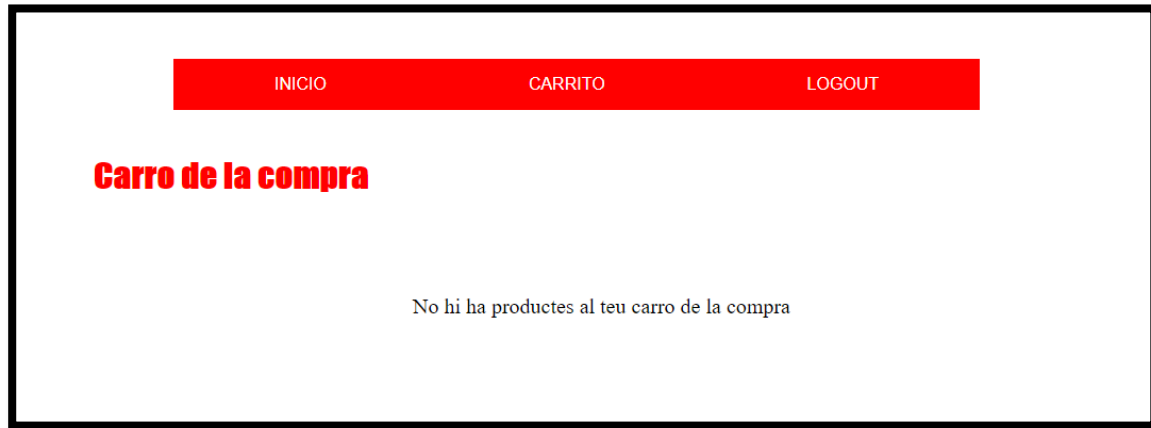 INICIO CARRITO LOGOUT
Carro de la compra
No hi ha productes al teu carro de la compra